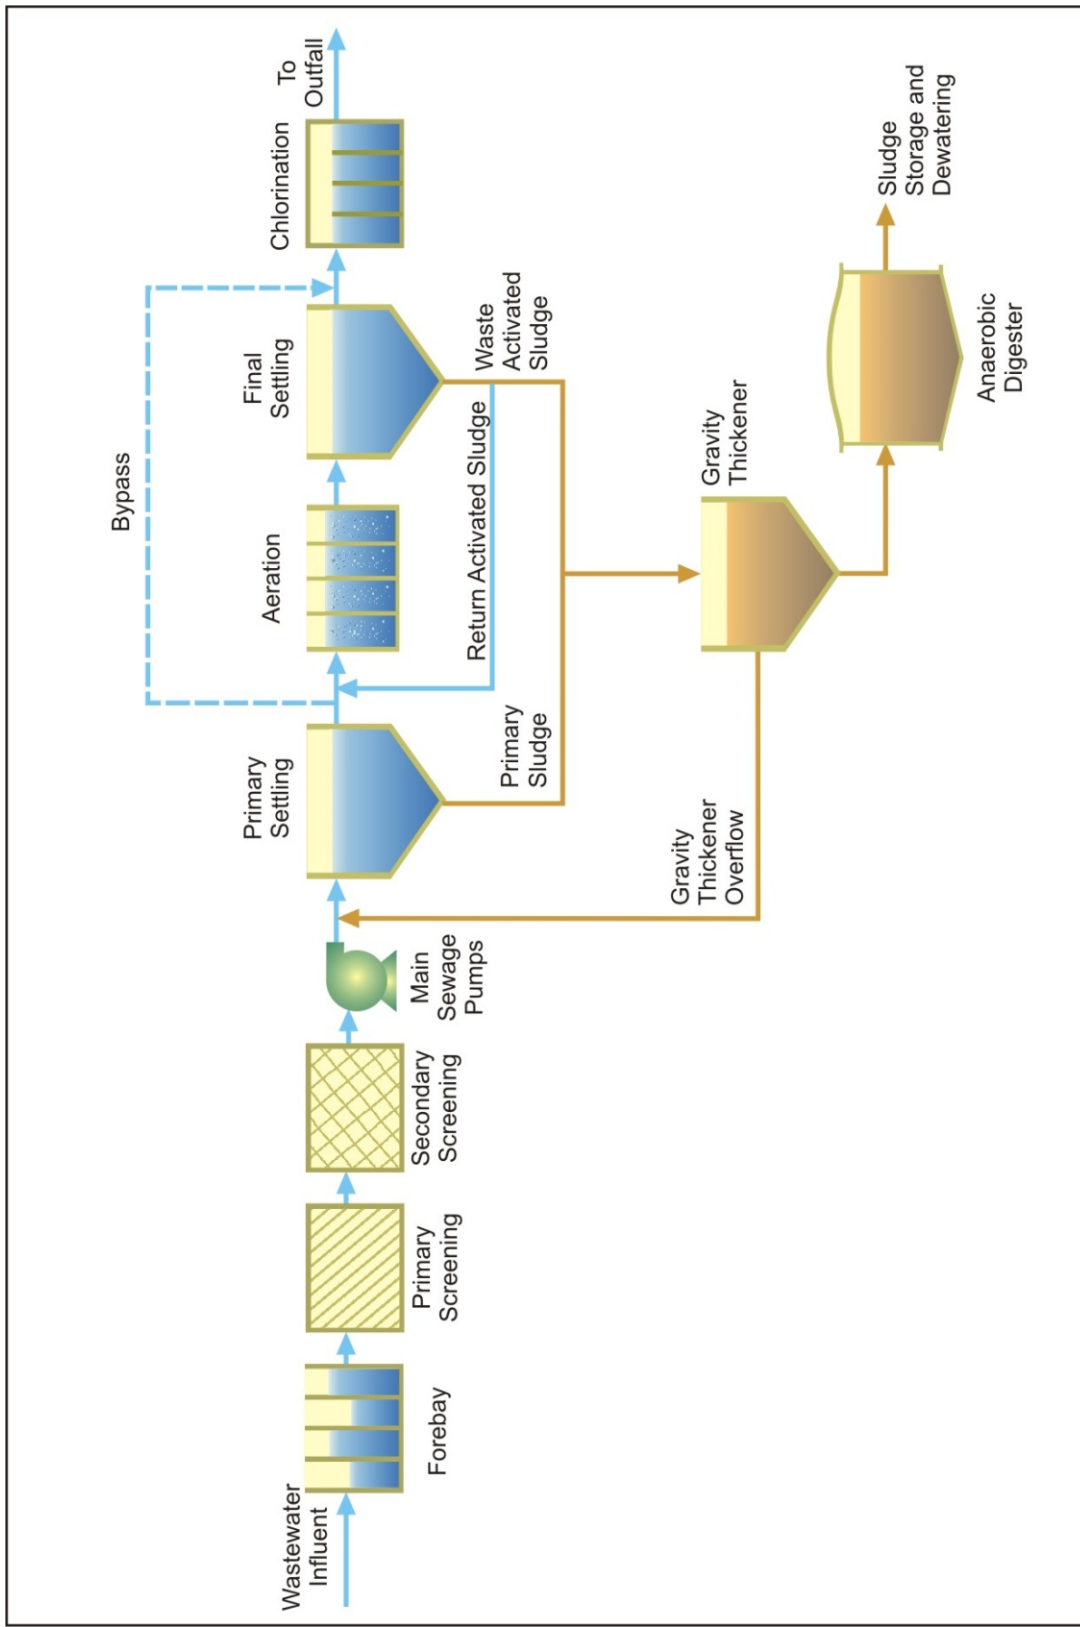 Wastewater
Influent
Forebay
Primary
Screening
Secondary
Screening
Main
Sewage
Pumps
Primary
Settling
Bypass
Aeration
Final
Settling
Chlorination
To
Outfall
Return Activated Sludge
Waste
Activated
Sludge
Primary
Sludge
Gravity
Thickener
Overflow
Gravity
Thickener
Anaerobic
Digester
Sludge
Storage and
Dewatering